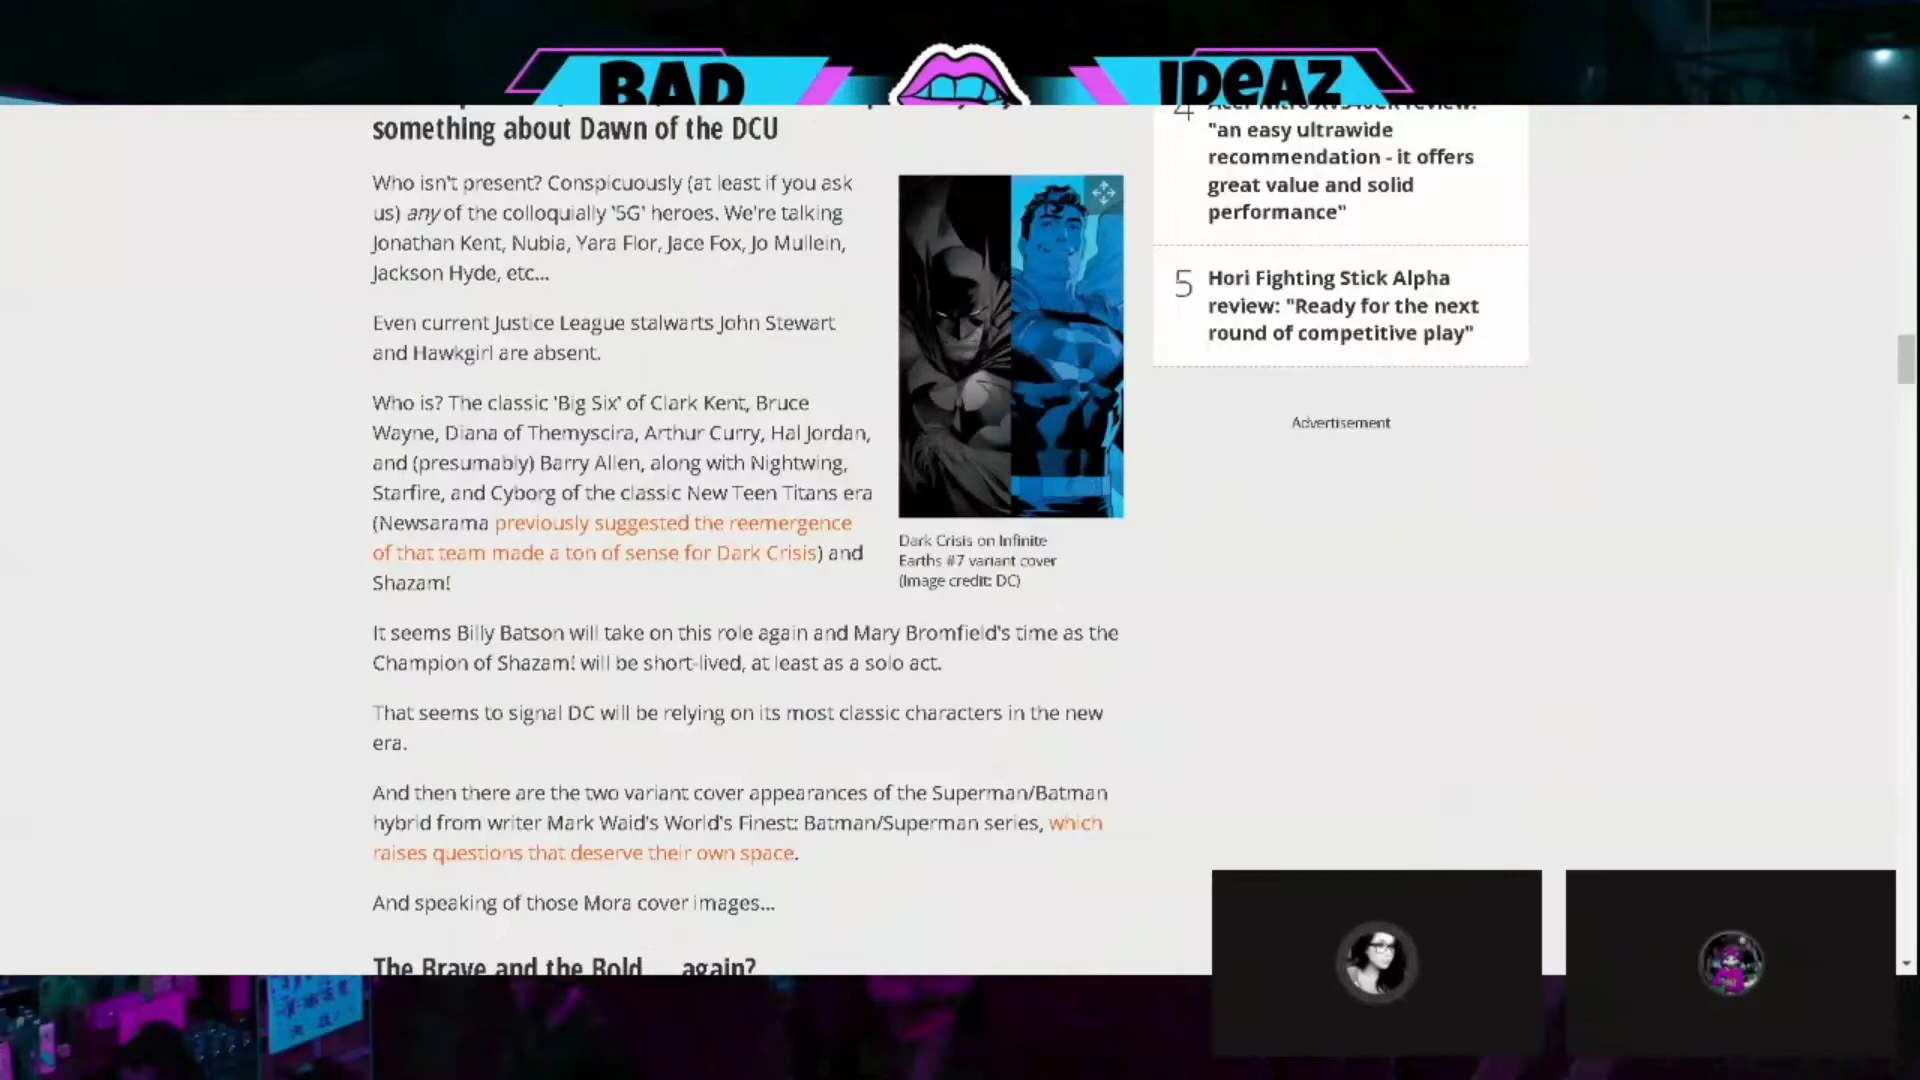 BAD IDEAZ
something about Dawn of the DCU
Who isn't present? Conspicuously (at least if you ask
us) any of the colloquially '5G' heroes. We're talking
Jonathan Kent, Nubia, Yara Flor, Jace Fox, Jo Mullein,
Jackson Hyde, etc...
Even current Justice League stalwarts John Stewart
and Hawkgirl are absent.
Who is? The classic 'Big Six' of Clark Kent, Bruce
Wayne, Diana of Themyscira, Arthur Curry, Hal Jordan,
and (presumably) Barry Allen, along with Nightwing,
Starfire, and Cyborg of the classic New Teen Titans era
(Newsarama previously suggested the reemergence
of that team made a ton of sense for Dark Crisis) and
Shazam!
Dark Crisis on Infinite
Earths #7 variant cover
(Image credit: DC)
It seems Billy Batson will take on this role again and Mary Bromfield's time as the
Champion of Shazam! will be short-lived, at least as a solo act.
That seems to signal DC will be relying on its most classic characters in the new
era.
And then there are the two variant cover appearances of the Superman/Batman
hybrid from writer Mark Waid's World's Finest: Batman/Superman series, which
raises questions that deserve their own space.
And speaking of those Mora cover images...
The Brave and the Bold ... again?
4
"an easy ultrawide
recommendation - it offers
great value and solid
performance"
5 Hori Fighting Stick Alpha
review: "Ready for the next
round of competitive play"
Advertisement